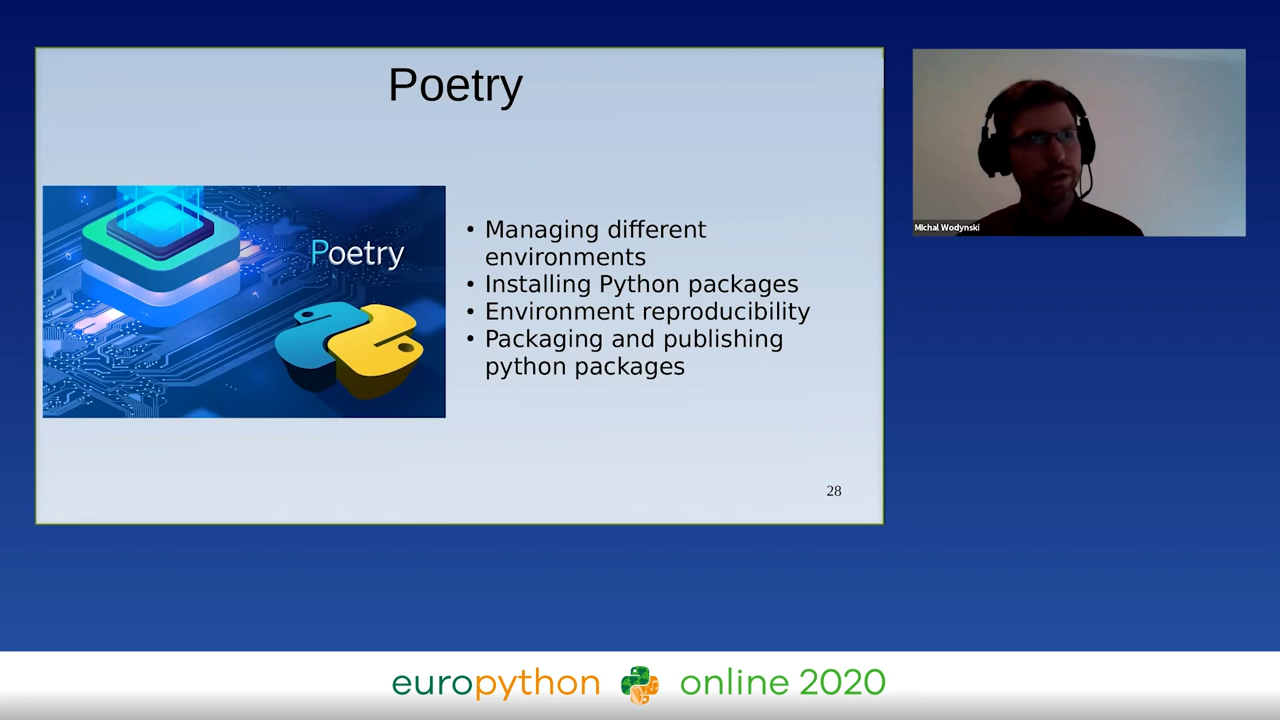 Poetry
Poetry
• Managing different
environments
• Installing Python packages
• Environment reproducibility
• Packaging and publishing
python packages
28
Michal Wodynski
europython online 2020